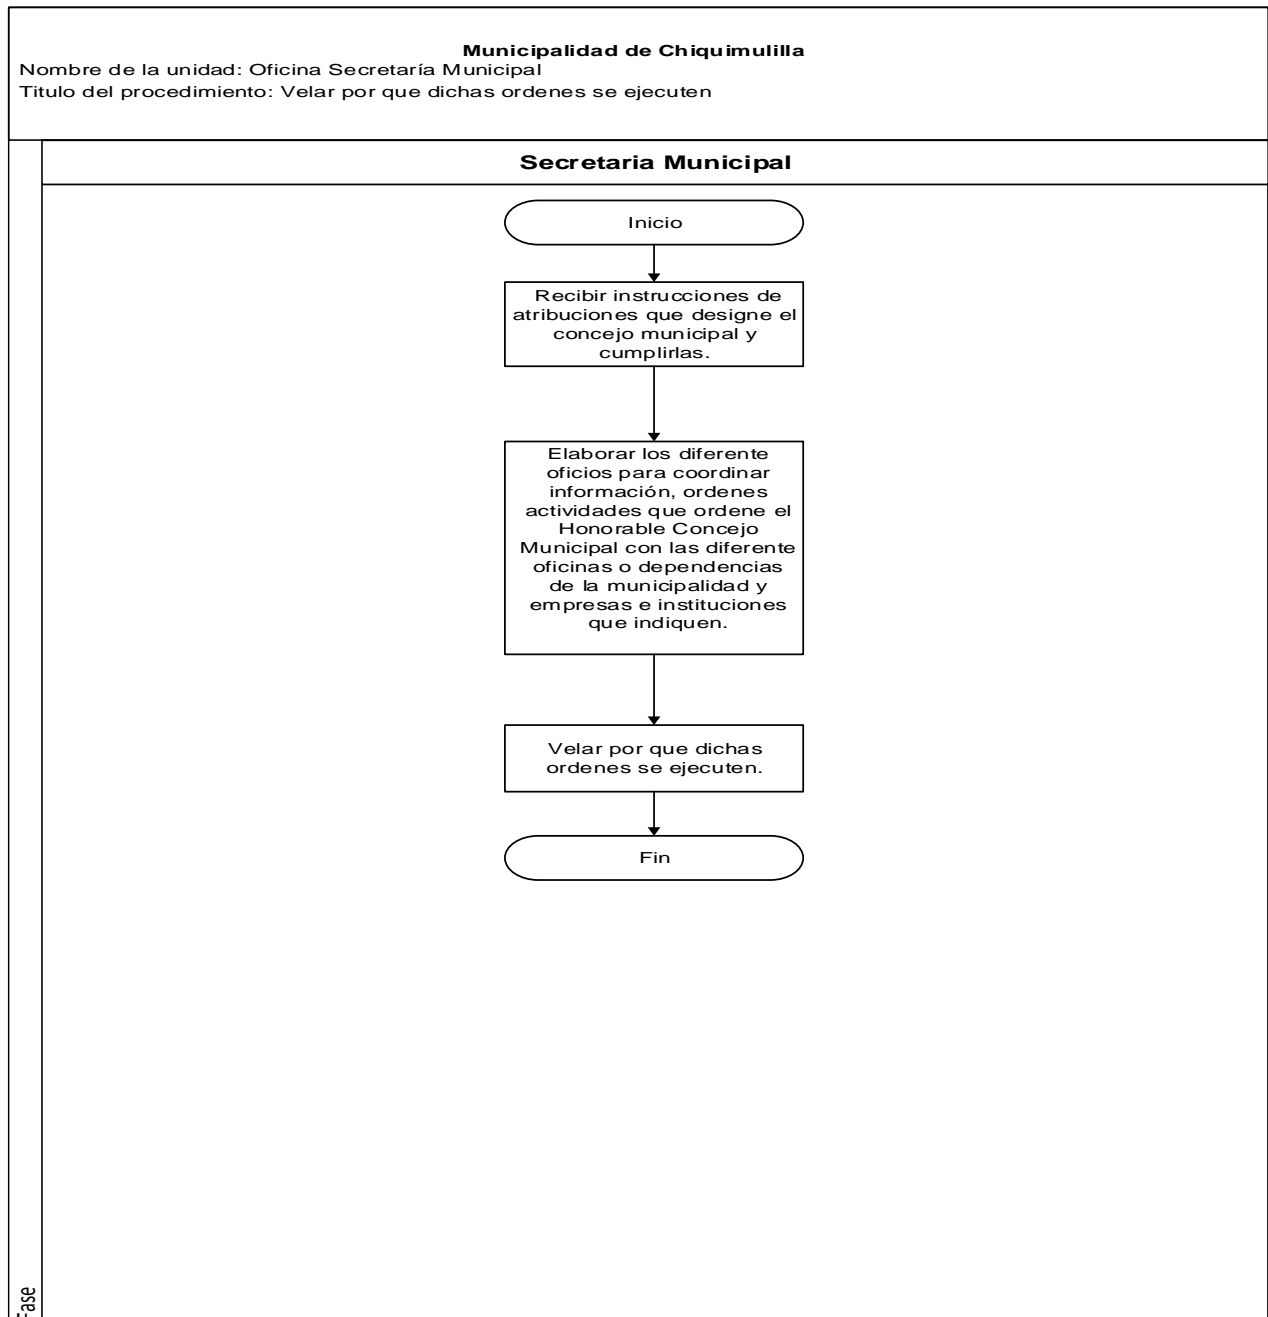 Municipalidad de Chiquimulilla
Nombre de la unidad: Oficina Secretaría Municipal
Titulo del procedimiento: Velar por que dichas ordenes se ejecuten
Secretaria Municipal
Inicio
Recibir instrucciones de
atribuciones que designe el
concejo municipal y
cumplirlas.
Elaborar los diferente
oficios para coordinar
información, ordenes
actividades que ordene el
Honorable Concejo
Municipal con las diferente
oficinas o dependencias
de la municipalidad y
empresas e instituciones
que indiquen.
Velar por que dichas
ordenes se ejecuten.
Fin
Fase